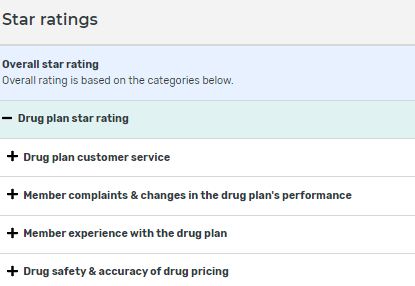 Star ratings
Overall star rating
Overall rating is based on the categories below.
Drug plan star rating
Drug plan customer service
Member complaints & changes in the drug plan's performance
Member experience with the drug plan
Drug safety & accuracy of drug pricing